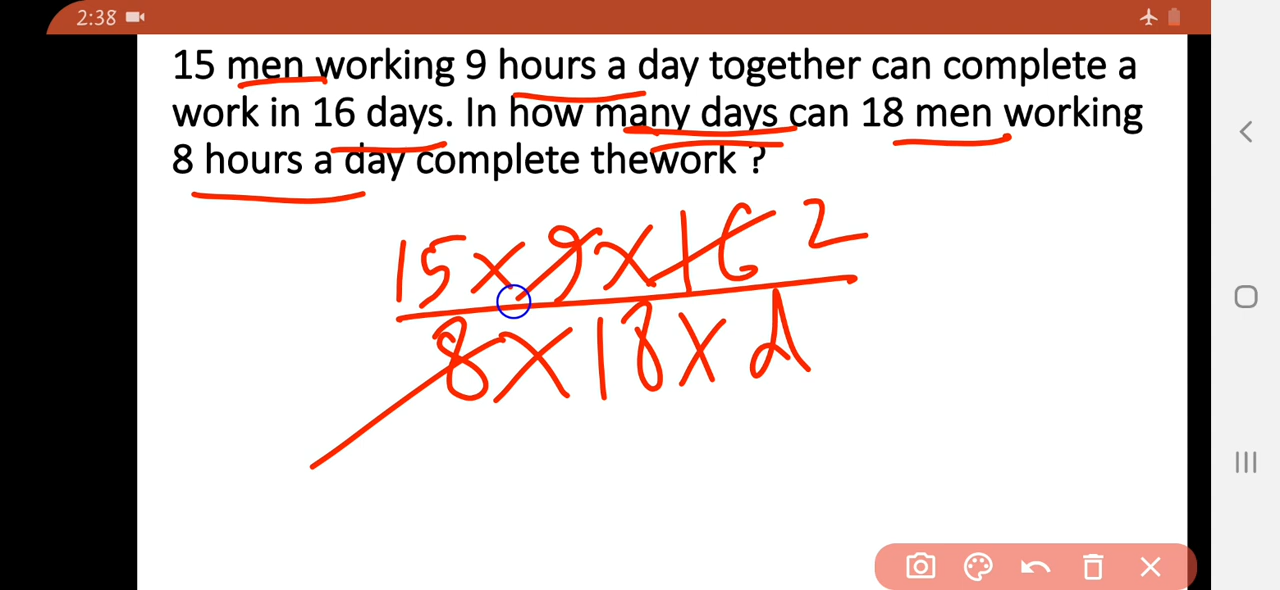 2:38
15 men working 9 hours a day together can complete a
work in 16 days. In how many days can 18 men working
8 hours a day complete thework ?
15 x 9 x 16 2
8 x 18 x d